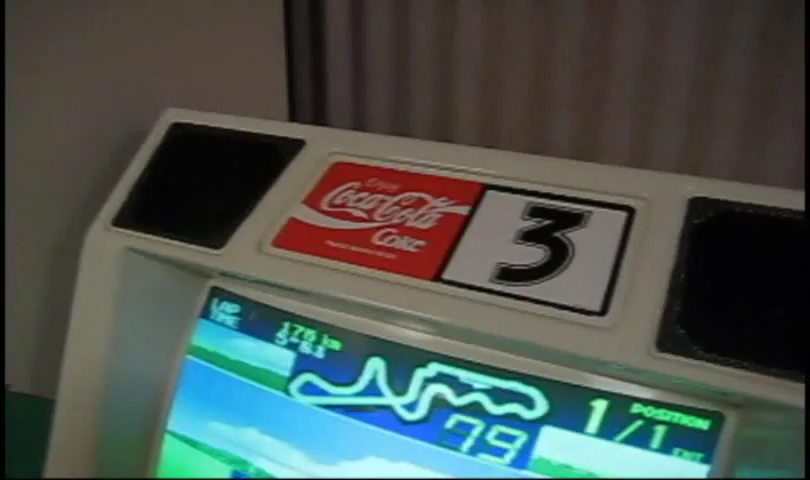 Enjoy
Coca-Cola
Coke
3
LAP
TIME
POSITION
1/1
79